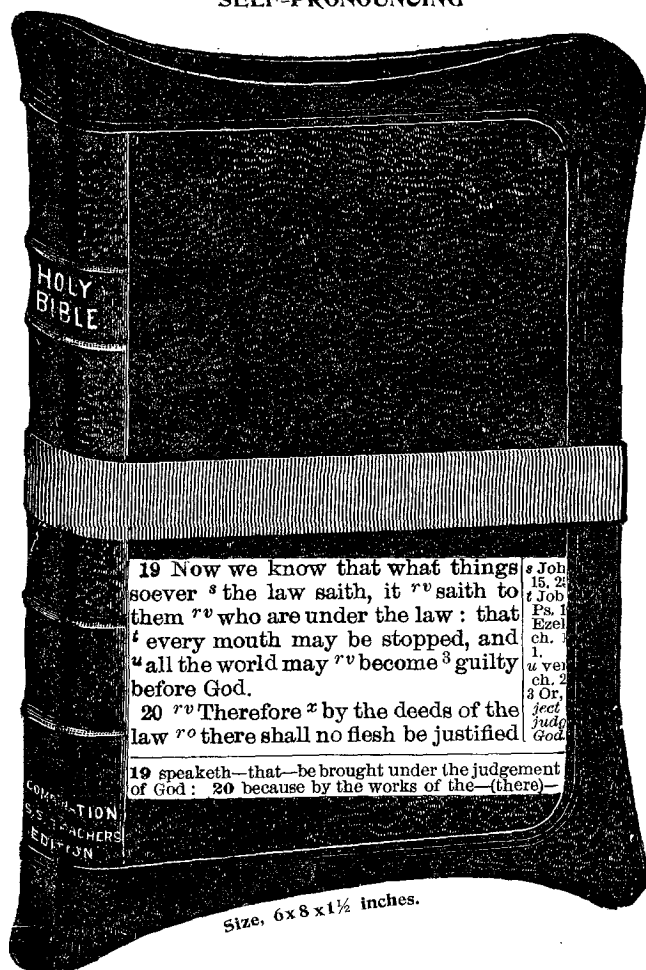 SELF-PRONOUNCING
HOLY
BIBLE
19 Now we know that what things
soever s the law saith, it rv saith to
them rv who are under the law : that
t every mouth may be stopped, and
u all the world may rv become 3 guilty
before God.
20 rv Therefore x by the deeds of the
law ro there shall no flesh be justified
s Joh
15. 2
t Job
Ps. 1
Ezek
ch.
1.
u ver
ch. 2
3 Or,
ject
judg
God.
19 speaketh—that—be brought under the judgement
of God : 20 because by the works of the—(there)—
S.S. TEACHERS
EDITION
Size, 6x8x1½ inches.